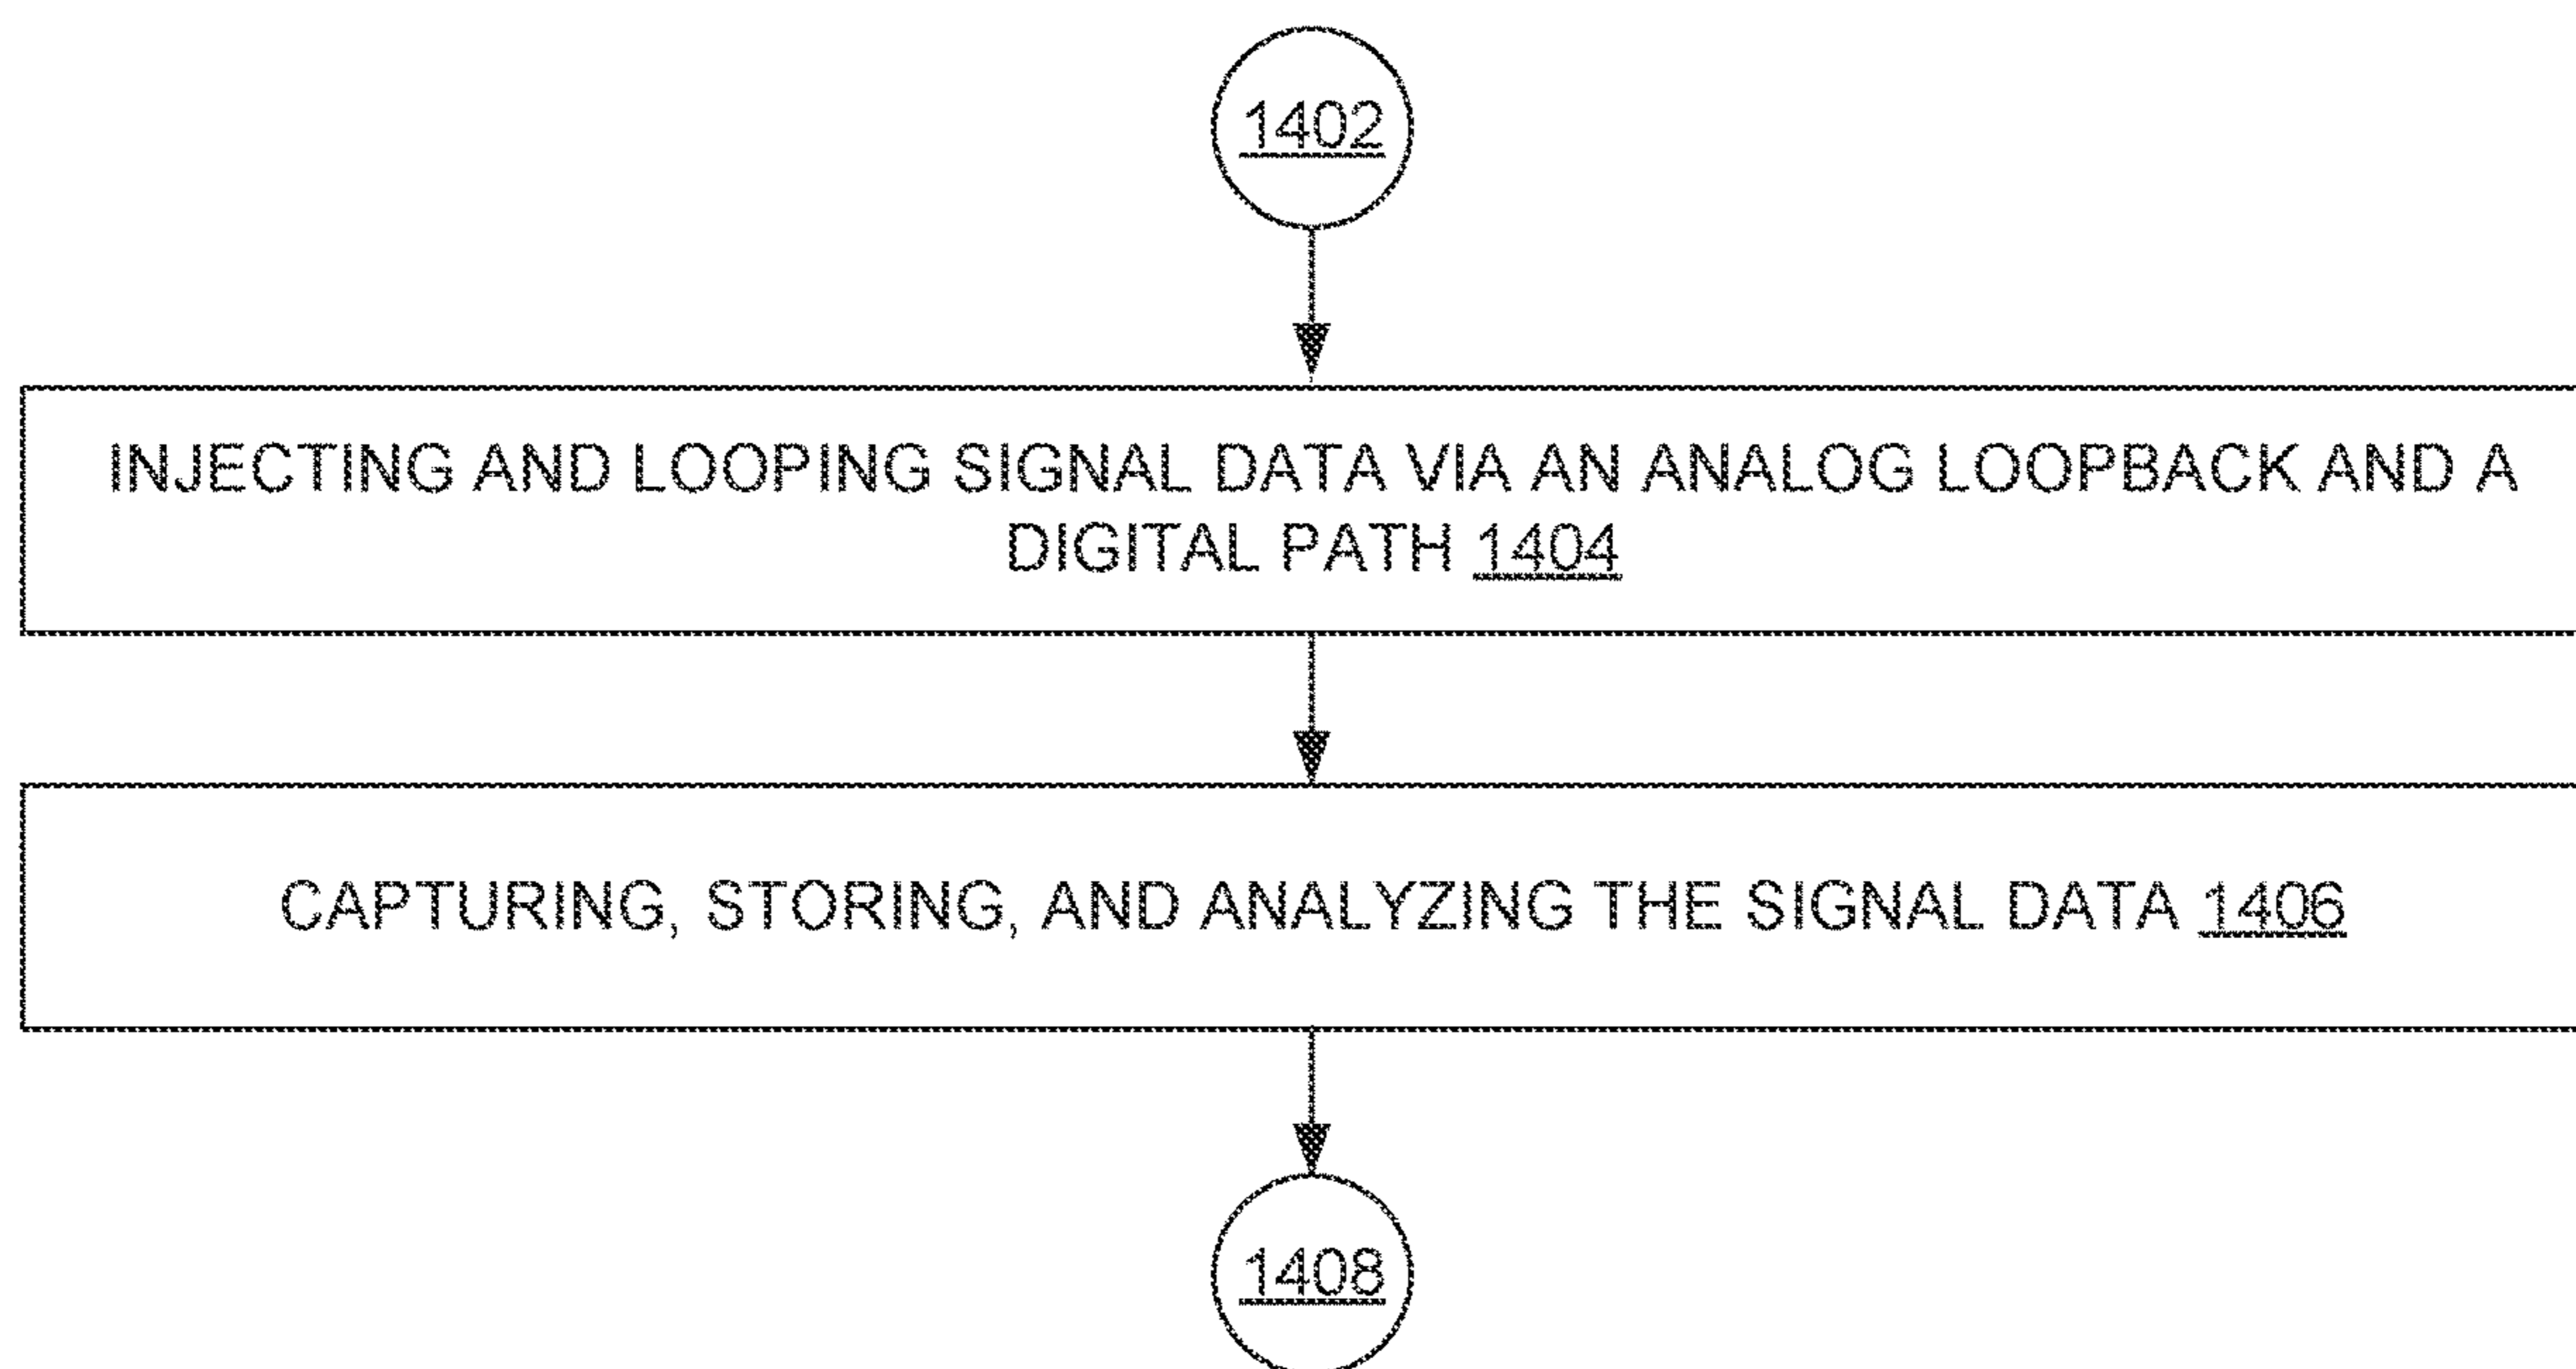 1402
INJECTING AND LOOPING SIGNAL DATA VIA AN ANALOG LOOPBACK AND A
DIGITAL PATH 1404
CAPTURING, STORING, AND ANALYZING THE SIGNAL DATA 1406
1408